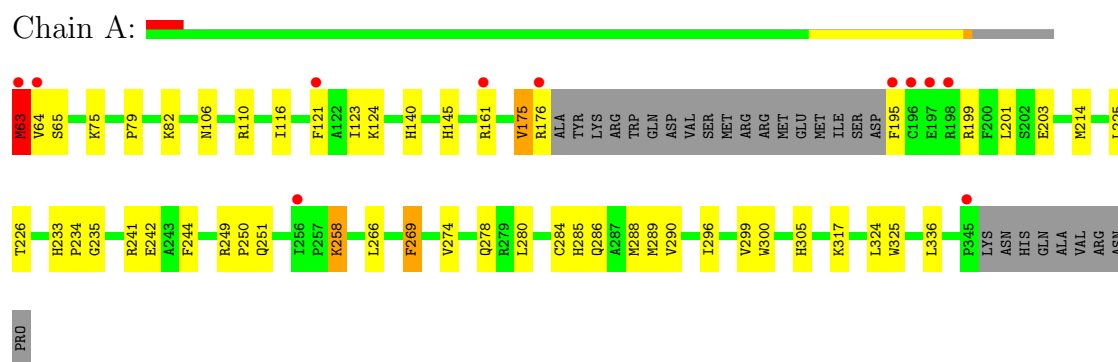 Chain A:
M63 V64 S65 K75 P79 K82 N106 R110 I116 F121 A122 I123 K124 H140 H145 R161 V175 R176 ALA TYR LYS ARG TRP GLN ASP VAL SER MET ARG ARG MET GLU MET ILE SER ASP F195 C196 E197 R198 R199 F200 L201 S202 E203 M214 L225
T226 H233 P234 G235 R241 E242 A243 F244 R249 P250 Q251 I256 P257 K258 L266 F269 V274 Q278 R279 L280 C284 H285 Q286 A287 M288 M289 V290 I296 V299 W300 H305 K317 L324 W325 L336 P345 LYS ASN HIS GLN ALA VAL ARG ASN
PRO